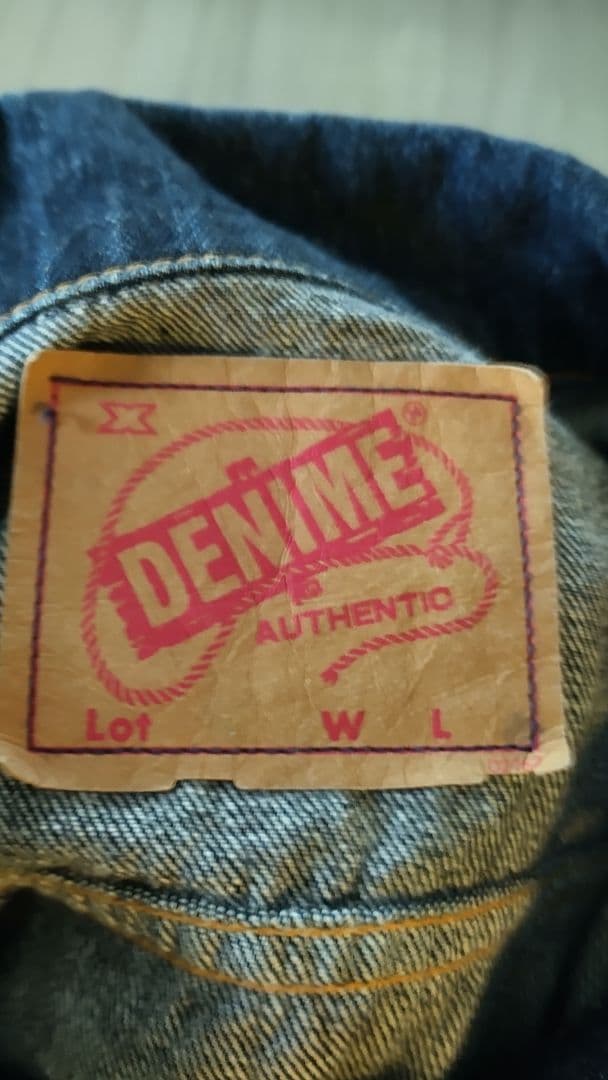 X
DENIME®
AUTHENTIC
Lot W L